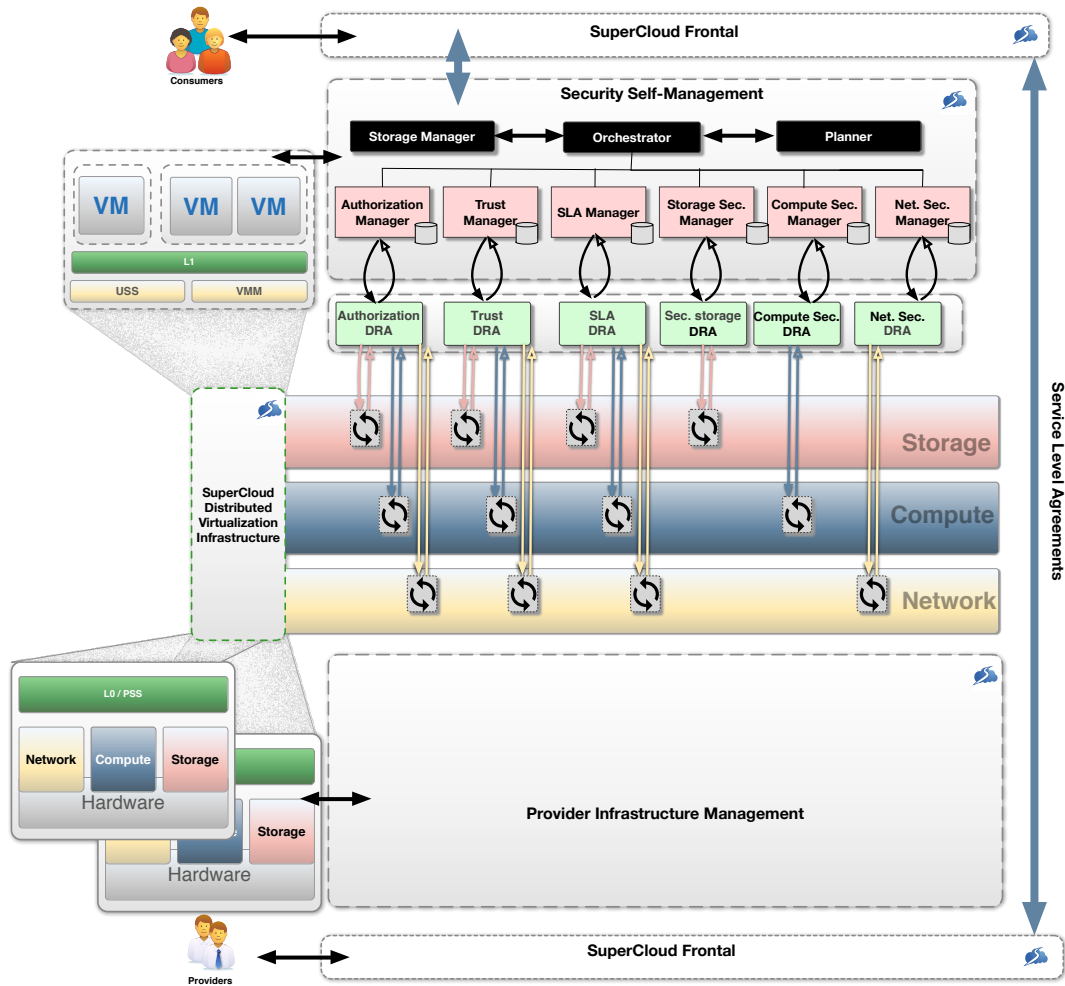 SuperCloud Frontal
Consumers
Security Self-Management
Storage Manager
Orchestrator
Planner
VM
VM
VM
L1
USS
VMM
Authorization
Manager
Trust
Manager
SLA Manager
Storage Sec.
Manager
Compute Sec.
Manager
Net. Sec.
Manager
Authorization
DRA
Trust
DRA
SLA
DRA
Sec. storage
DRA
Compute Sec.
DRA
Net. Sec.
DRA
Storage
Compute
Network
SuperCloud
Distributed
Virtualization
Infrastructure
Service Level Agreements
L0 / PSS
Network
Compute
Storage
Hardware
Storage
Hardware
Provider Infrastructure Management
SuperCloud Frontal
Providers